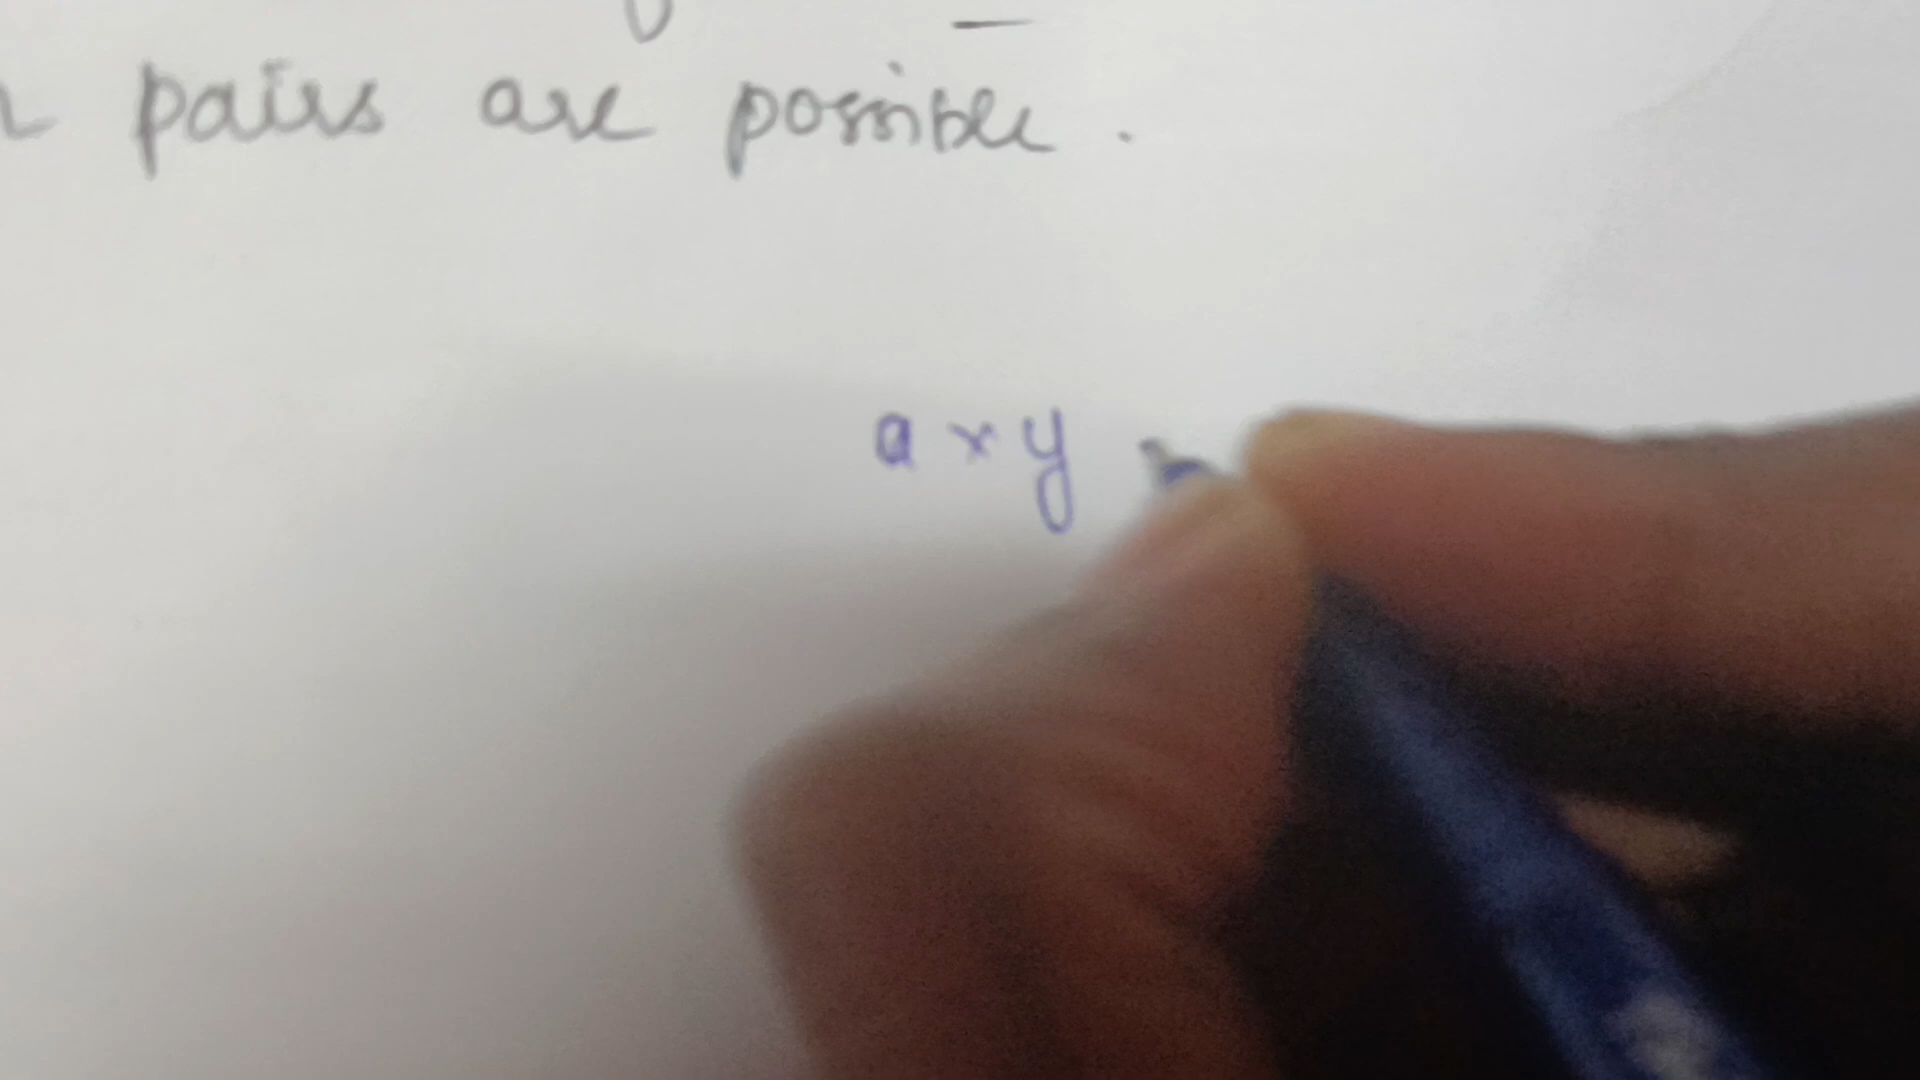 pairs are possible.
a × y